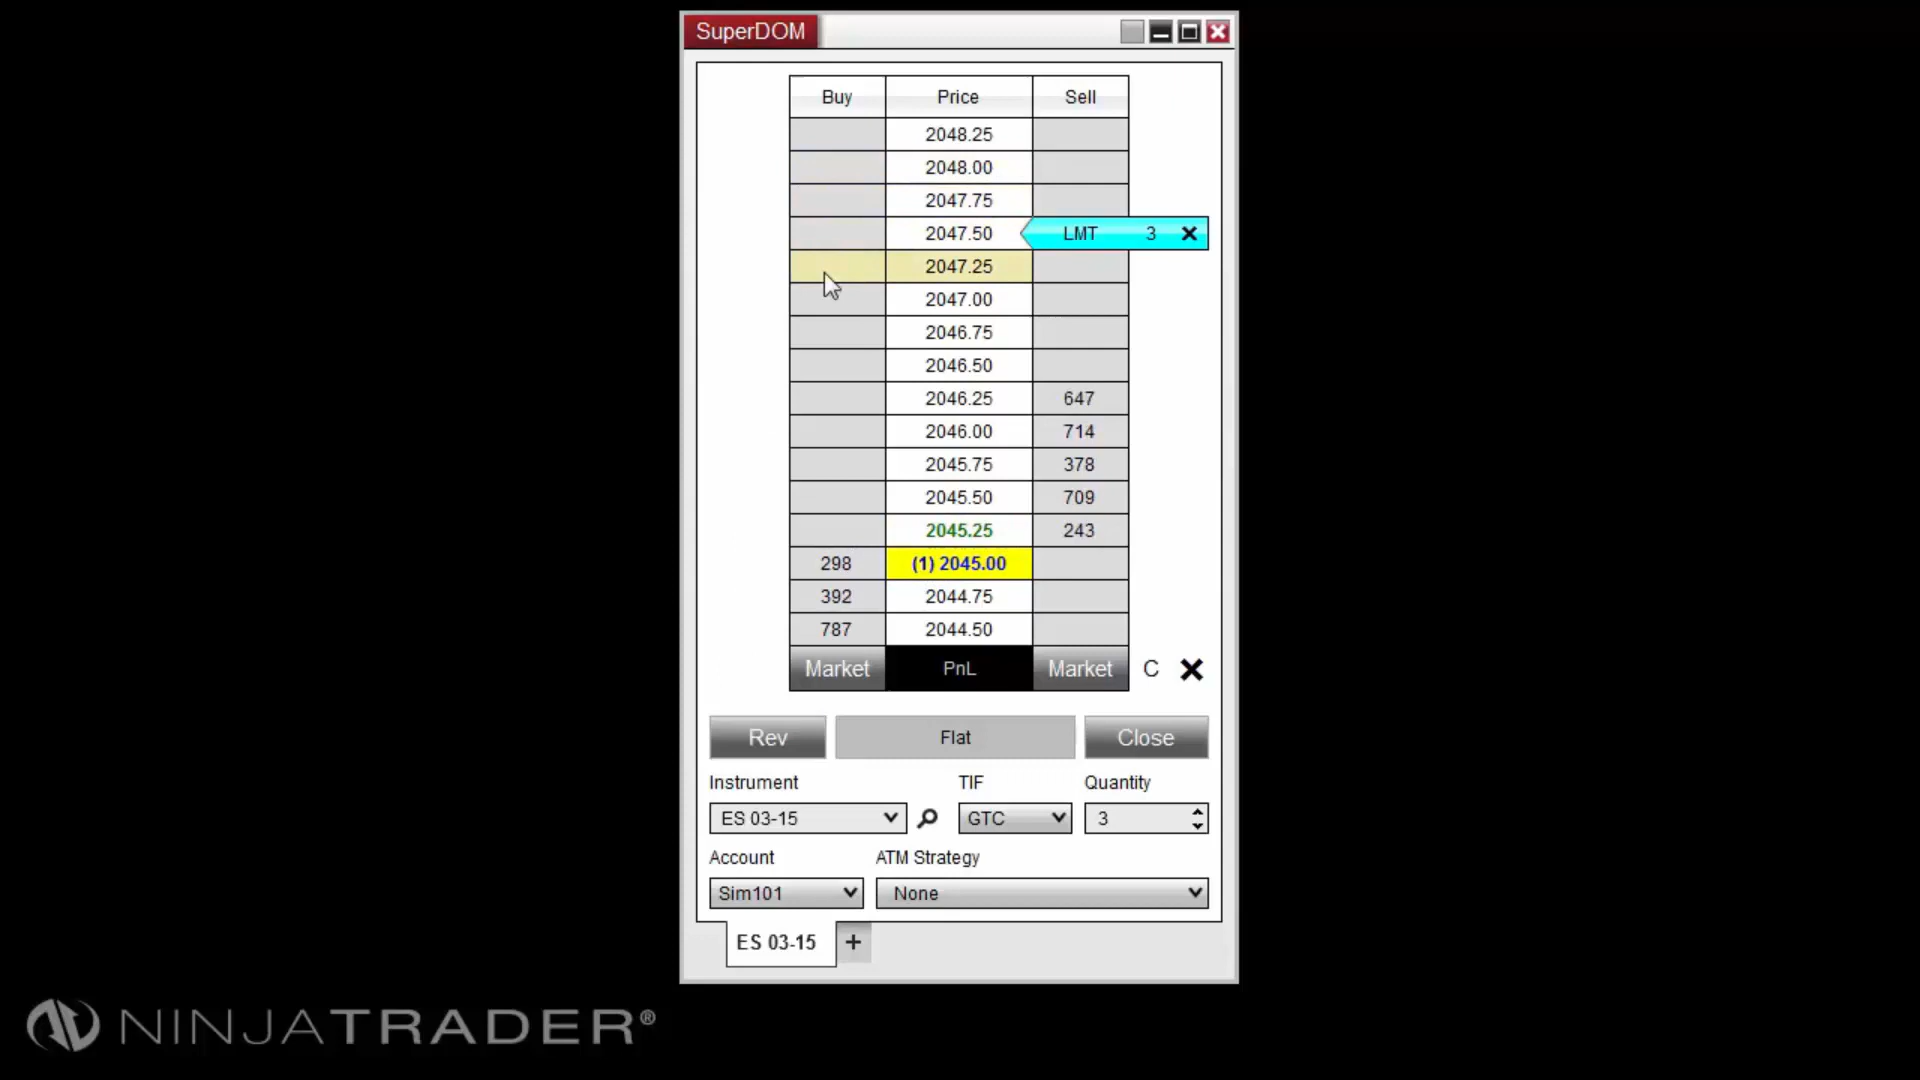 SuperDOM
Buy Price Sell
2048.25
2048.00
2047.75
2047.50 LMT 3
2047.25
2047.00
2046.75
2046.50
2046.25 647
2046.00 714
2045.75 378
2045.50 709
2045.25 243
298 (1) 2045.00
392 2044.75
787 2044.50
Market PnL Market C
Rev Flat Close
Instrument TIF Quantity
ES 03-15 GTC 3
Account ATM Strategy
Sim101 None
ES 03-15 +
NINJATRADER®